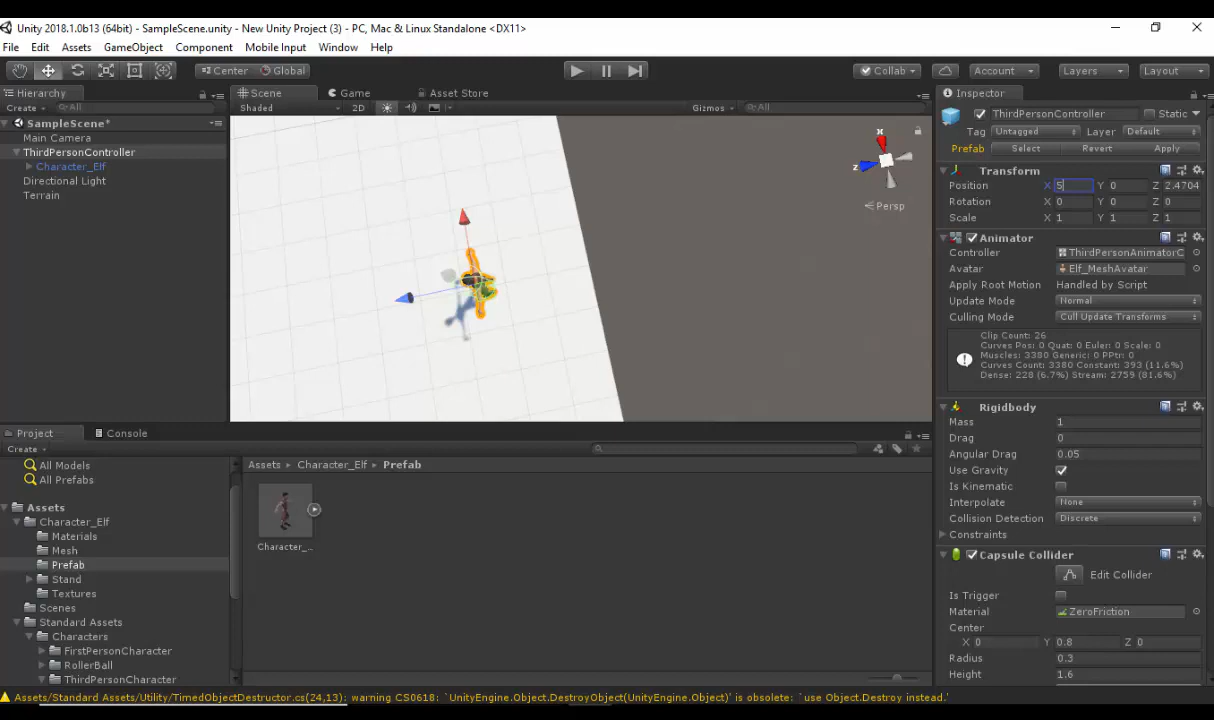 Unity 2018.1.0b13 (64bit) - SampleScene.unity - New Unity Project (3) - PC, Mac & Linux Standalone <DX11>
File Edit Assets GameObject Component Mobile Input Window Help
Center Global Collab Account Layers Layout
Hierarchy Scene Game Asset Store Inspector
Create All Shaded 2D Gizmos All
SampleScene*
Main Camera
ThirdPersonController
Character_Elf
Directional Light
Terrain
x
z
Persp
ThirdPersonController Static
Tag Untagged Layer Default
Prefab Select Revert Apply
Transform
Position X 5 Y 0 Z 2.4704
Rotation X 0 Y 0 Z 0
Scale X 1 Y 1 Z 1
Animator
Controller ThirdPersonAnimatorC
Avatar Elf_MeshAvatar
Apply Root Motion Handled by Script
Update Mode Normal
Culling Mode Cull Update Transforms
Clip Count: 26
Curves Pos: 0 Quat: 0 Euler: 0 Scale: 0
Muscles: 3380 Generic: 0 PPtr: 0
Curves Count: 3380 Constant: 393 (11.6%)
Dense: 228 (6.7%) Stream: 2759 (81.6%)
Rigidbody
Mass 1
Drag 0
Angular Drag 0.05
Use Gravity
Is Kinematic
Interpolate None
Collision Detection Discrete
Constraints
Capsule Collider
Edit Collider
Is Trigger
Material ZeroFriction
Center
X 0 Y 0.8 Z 0
Radius 0.3
Height 1.6
Project Console
Create
All Models
All Prefabs
Assets
Character_Elf
Materials
Mesh
Prefab
Stand
Textures
Scenes
Standard Assets
Characters
FirstPersonCharacter
RollerBall
ThirdPersonCharacter
Assets Character_Elf Prefab
Character_...
Assets/Standard Assets/Utility/TimedObjectDestructor.cs(24,13): warning CS0618: `UnityEngine.Object.DestroyObject(UnityEngine.Object)' is obsolete: `use Object.Destroy instead.'